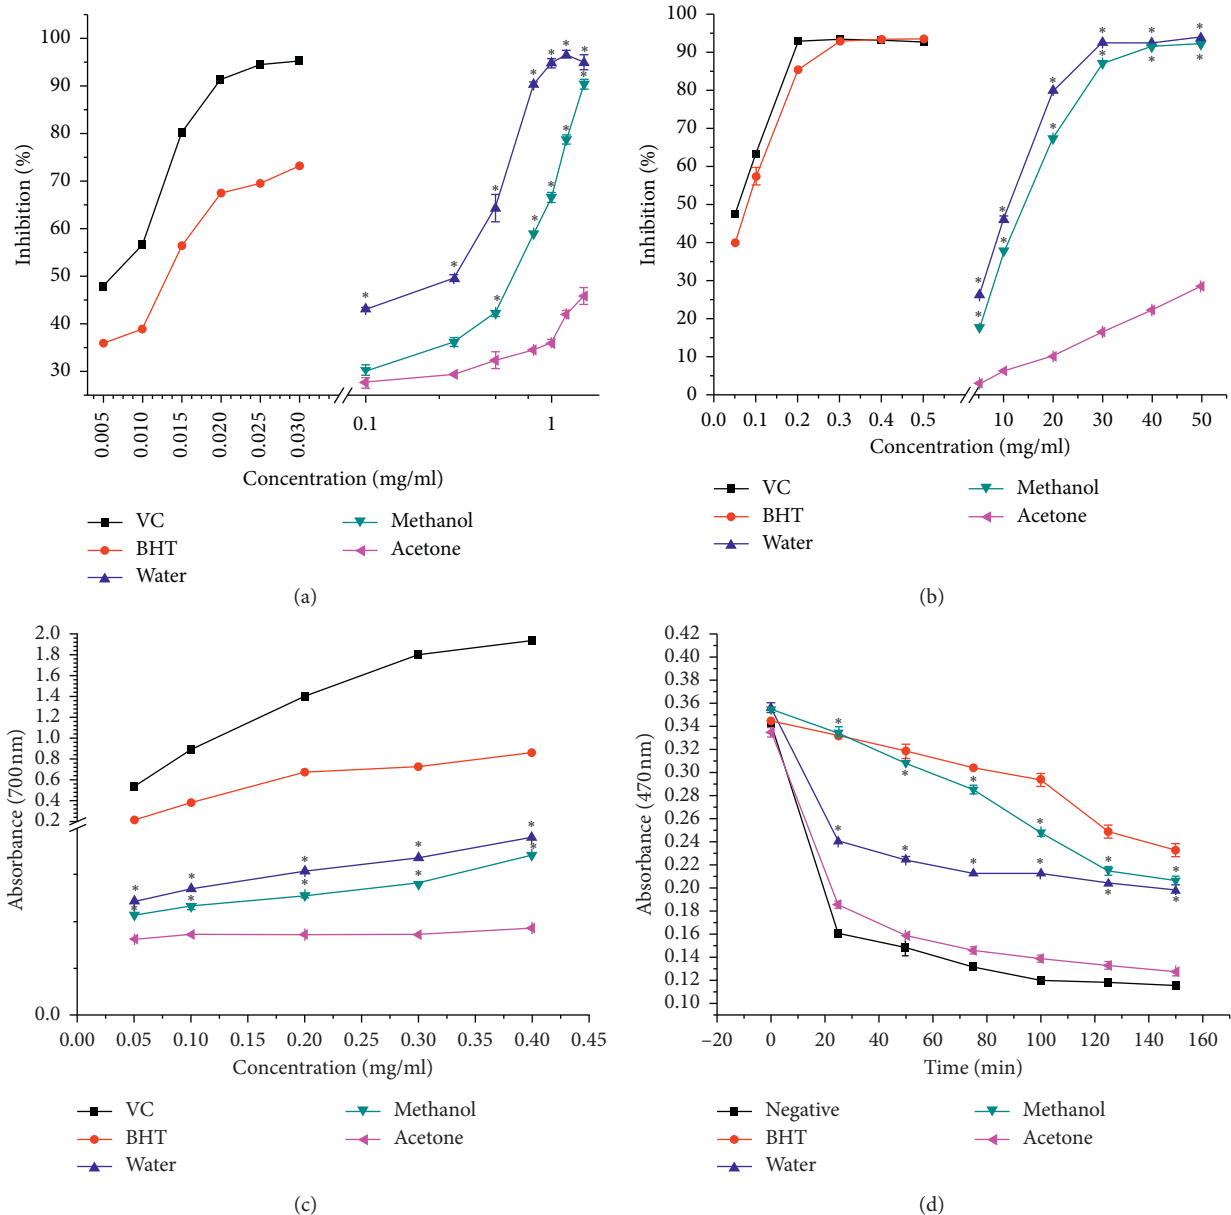 100
90
80
70
60
50
40
30
Inhibition (%)
0.005
0.010
0.015
0.020
0.025
0.030
0.1
1
Concentration (mg/ml)
VC
BHT
Water
Methanol
Acetone
(a)
100
90
80
70
60
50
40
30
20
10
0
Inhibition (%)
0.0 0.1 0.2 0.3 0.4 0.5 10 20 30 40 50
Concentration (mg/ml)
VC
BHT
Water
Methanol
Acetone
(b)
2.0
1.8
1.6
1.4
1.2
1.0
0.8
0.6
0.4
0.2
0.0
Absorbance (700 nm)
0.00 0.05 0.10 0.15 0.20 0.25 0.30 0.35 0.40 0.45
Concentration (mg/ml)
VC
BHT
Water
Methanol
Acetone
(c)
0.42
0.40
0.38
0.36
0.34
0.32
0.30
0.28
0.26
0.24
0.22
0.20
0.18
0.16
0.14
0.12
0.10
Absorbance (470 nm)
−20 0 20 40 60 80 100 120 140 160
Time (min)
Negative
BHT
Water
Methanol
Acetone
(d)